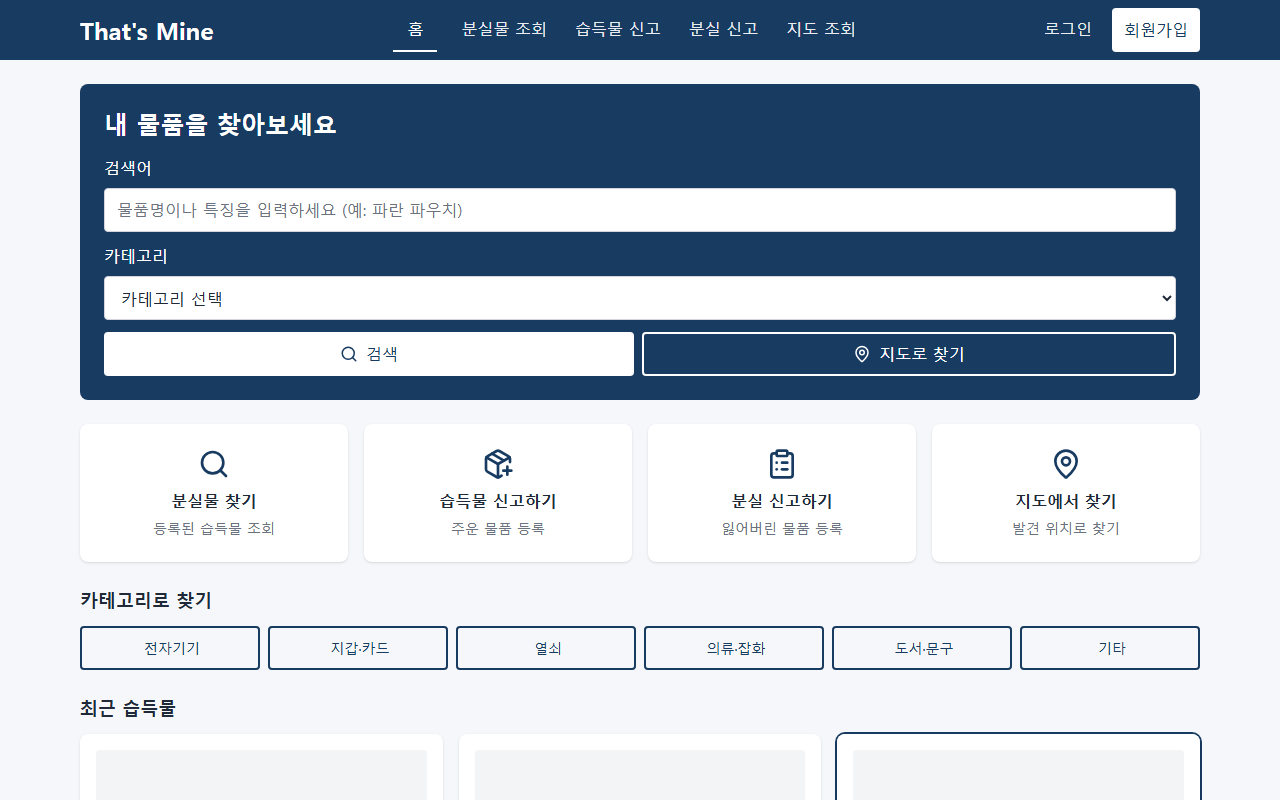 That's Mine
홈
분실물 조회
습득물 신고
분실 신고
지도 조회
로그인
회원가입
내 물품을 찾아보세요
검색어
물품명이나 특징을 입력하세요 (예: 파란 파우치)
카테고리
카테고리 선택
검색
지도로 찾기
분실물 찾기
등록된 습득물 조회
습득물 신고하기
주운 물품 등록
분실 신고하기
잃어버린 물품 등록
지도에서 찾기
발견 위치로 찾기
카테고리로 찾기
전자기기
지갑·카드
열쇠
의류·잡화
도서·문구
기타
최근 습득물